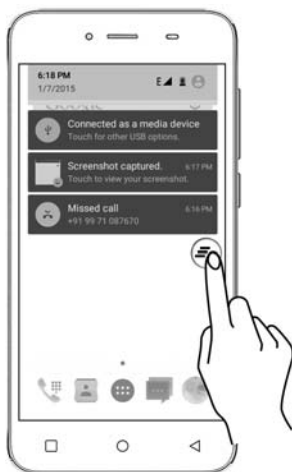 6:18 PM
1/7/2015
E
Connected as a media device
Touch for other USB options.
Screenshot captured. 6:17 PM
Touch to view your screenshot.
Missed call 6:16 PM
+91 99 71 087670